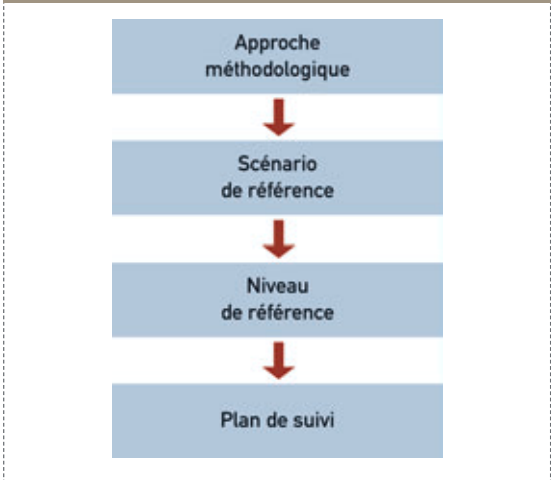 Approche
méthodologique
Scénario
de référence
Niveau
de référence
Plan de suivi